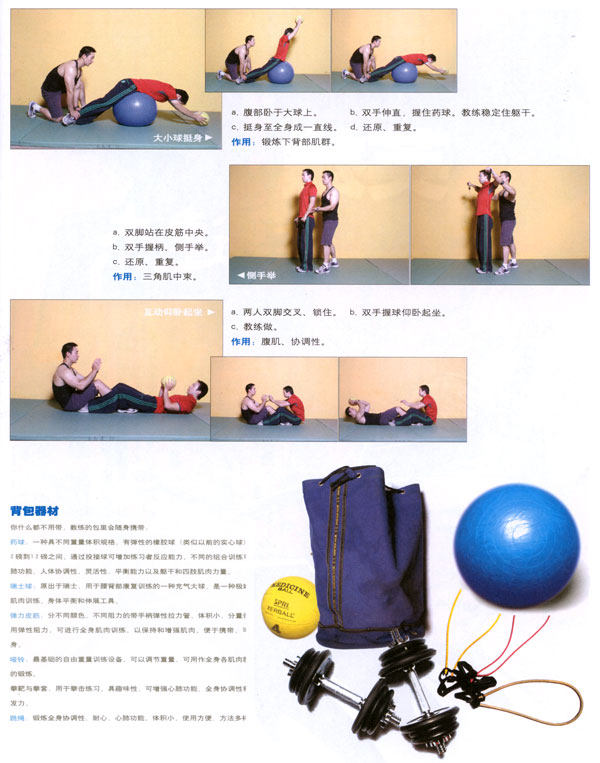 大小球挺身 ▶
a. 腹部卧于大球上。 b. 双手伸直，握住药球。教练稳定住躯干。
c. 挺身至全身成一直线。 d. 还原、重复。
作用：锻炼下背部肌群。
a. 双脚站在皮筋中央。
b. 双手握柄、侧手举。
c. 还原、重复。
作用：三角肌中束。
◀侧手举
互动仰卧起坐 ▶
a. 两人双脚交叉、锁住。 b. 双手握球仰卧起坐。
c. 教练做。
作用：腹肌、协调性。
背包器材
你什么都不用带，教练的包里会随身携带。
药球，一种具不同重量体积规格，有弹性的橡胶球（类似以前的实心球）
磅到12磅之间，通过投接球可增加练习者反应能力，不同的组合训练
肺功能、人体协调性、灵活性，平衡能力以及躯干和四肢肌肉力量。
瑞士球，原出于瑞士，用于腰背部康复训练的一种充气大球，是一种极
肌肉训练，身体平衡和伸展工具。
弹力皮筋，分不同颜色，不同阻力的带手柄弹性拉力管，体积小，分量
用弹性阻力，可进行全身肌肉训练，以保持和增强肌肉，便于携带，
身。
哑铃，最基础的自由重量训练设备，可以调节重量，可用作全身各肌肉
的锻炼。
拳靶与拳套，用于拳击练习，具趣味性，可增强心肺功能、全身协调性
发力。
跳绳，锻炼全身协调性、耐心、心肺功能，体积小，使用方便，方法多
MEDICINE
BALL
SPRI
XERBALL